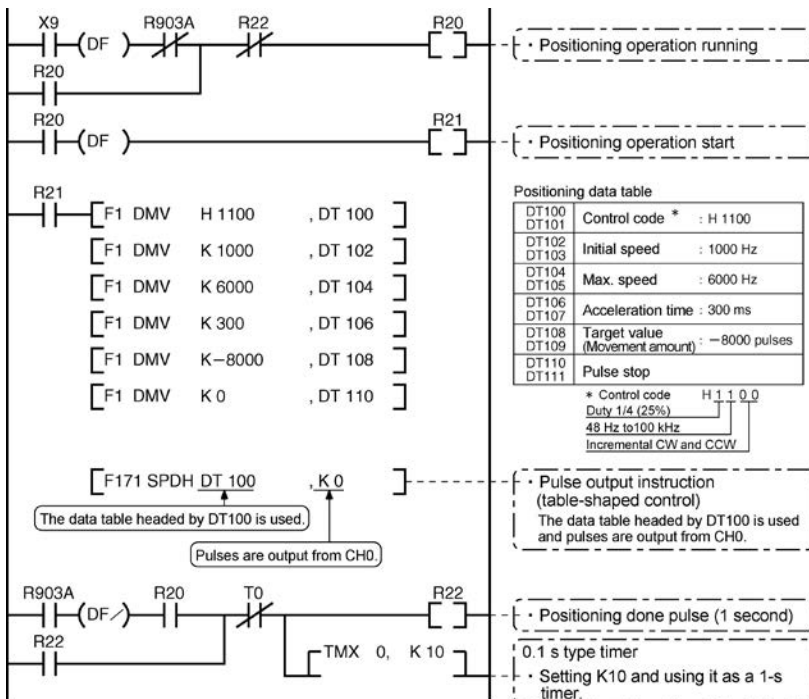 X9 R903A R22 R20
(DF )
· Positioning operation running
R20
R20 R21
(DF )
· Positioning operation start
R21
F1 DMV H 1100 , DT 100
F1 DMV K 1000 , DT 102
F1 DMV K 6000 , DT 104
F1 DMV K 300 , DT 106
F1 DMV K−8000 , DT 108
F1 DMV K 0 , DT 110
Positioning data table
DT100
DT101 Control code * : H 1100
DT102
DT103 Initial speed : 1000 Hz
DT104
DT105 Max. speed : 6000 Hz
DT106
DT107 Acceleration time : 300 ms
DT108 Target value
DT109 (Movement amount) : −8000 pulses
DT110
DT111 Pulse stop
* Control code H 1 1 0 0
Duty 1/4 (25%)
48 Hz to100 kHz
Incremental CW and CCW
F171 SPDH DT 100 , K 0
The data table headed by DT100 is used.
Pulses are output from CH0.
· Pulse output instruction
(table-shaped control)
The data table headed by DT100 is used
and pulses are output from CH0.
R903A R20 T0 R22
(DF/)
· Positioning done pulse (1 second)
R22
TMX 0, K 10
0.1 s type timer
· Setting K10 and using it as a 1-s
timer.